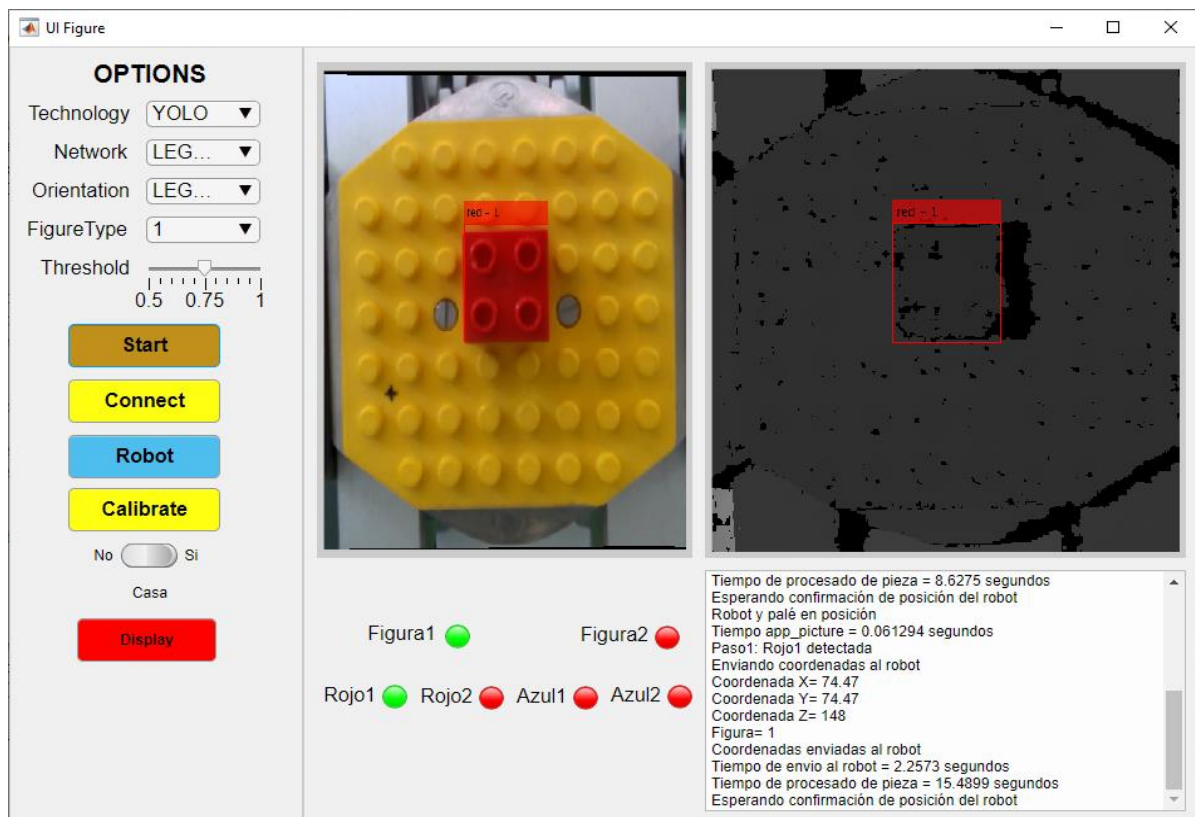 UI Figure
OPTIONS
Technology YOLO
Network LEG...
Orientation LEG...
FigureType 1
Threshold
0.5 0.75 1
Start
Connect
Robot
Calibrate
No Si
Casa
Display
red - 1
red - 1
Figura1 Figura2
Rojo1 Rojo2 Azul1 Azul2
Tiempo de procesado de pieza = 8.6275 segundos
Esperando confirmación de posición del robot
Robot y palé en posición
Tiempo app_picture = 0.061294 segundos
Paso1: Rojo1 detectada
Enviando coordenadas al robot
Coordenada X= 74.47
Coordenada Y= 74.47
Coordenada Z= 148
Figura= 1
Coordenadas enviadas al robot
Tiempo de envio al robot = 2.2573 segundos
Tiempo de procesado de pieza = 15.4899 segundos
Esperando confirmación de posición del robot